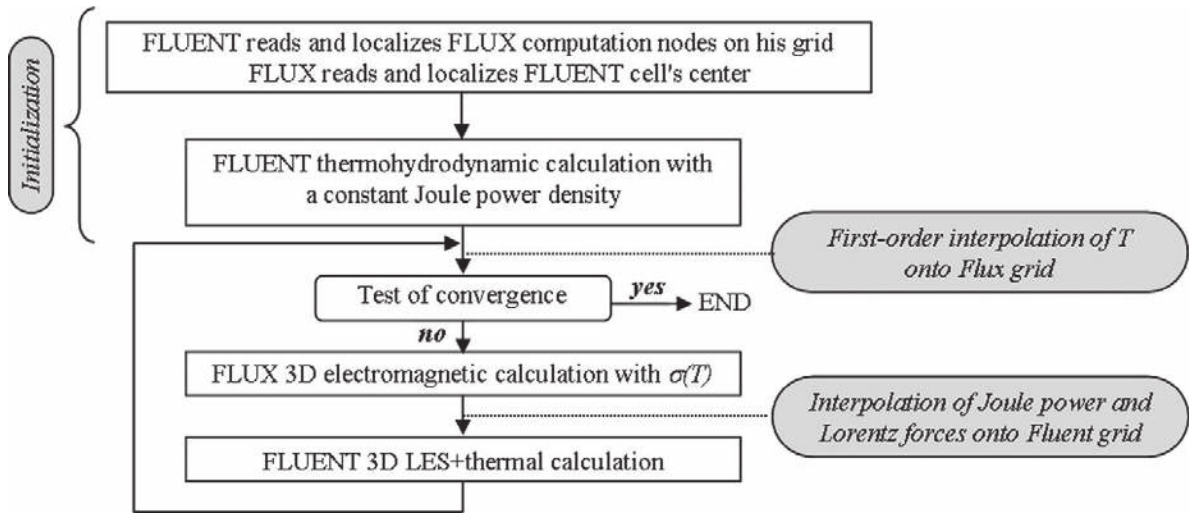 Initialization
FLUENT reads and localizes FLUX computation nodes on his grid
FLUX reads and localizes FLUENT cell's center
FLUENT thermohydrodynamic calculation with
a constant Joule power density
First-order interpolation of T
onto Flux grid
Test of convergence
yes
END
no
FLUX 3D electromagnetic calculation with σ(T)
Interpolation of Joule power and
Lorentz forces onto Fluent grid
FLUENT 3D LES+thermal calculation